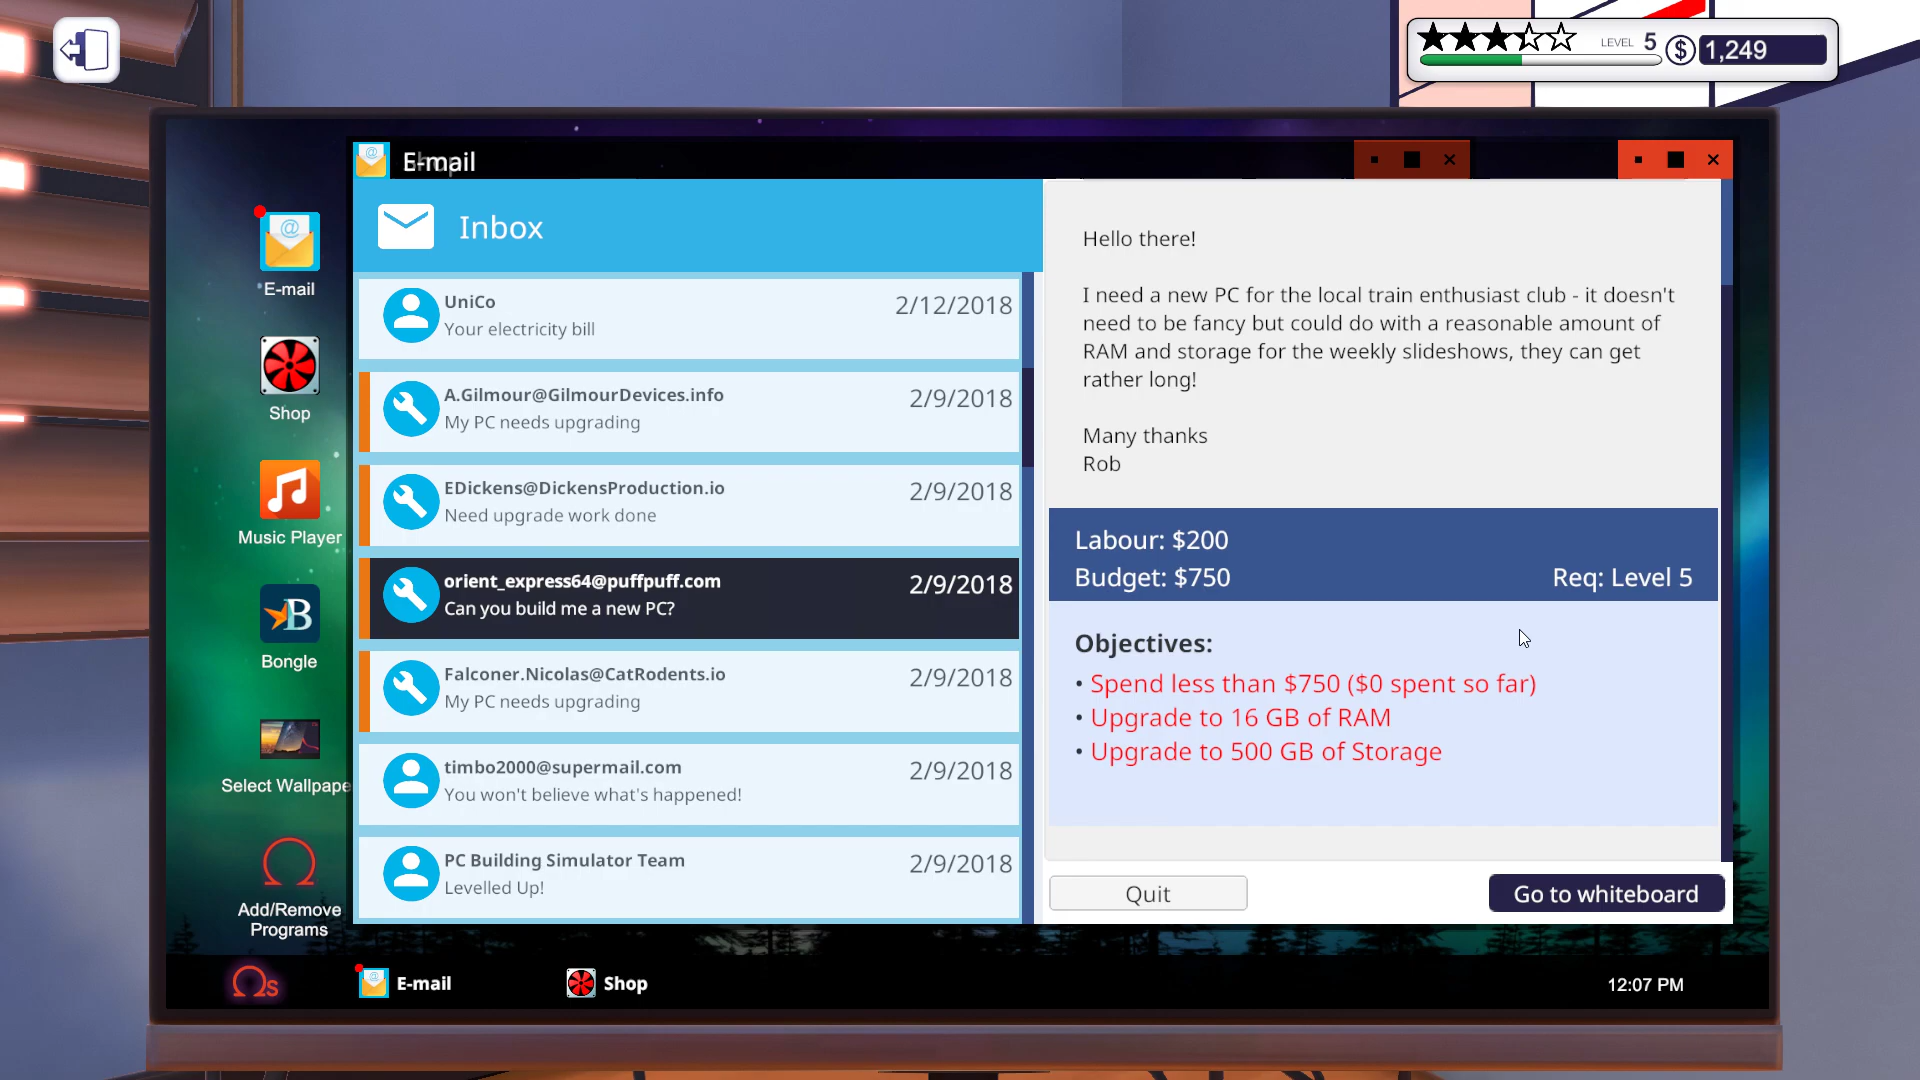 LEVEL 5
$ 1,249
E-mail
E-mail
Shop
Music Player
Bongle
Select Wallpape
Add/Remove
Programs
Inbox
UniCo
2/12/2018
Your electricity bill
A.Gilmour@GilmourDevices.info
2/9/2018
My PC needs upgrading
EDickens@DickensProduction.io
2/9/2018
Need upgrade work done
orient_express64@puffpuff.com
2/9/2018
Can you build me a new PC?
Falconer.Nicolas@CatRodents.io
2/9/2018
My PC needs upgrading
timbo2000@supermail.com
2/9/2018
You won't believe what's happened!
PC Building Simulator Team
2/9/2018
Levelled Up!
Hello there!
I need a new PC for the local train enthusiast club - it doesn't
need to be fancy but could do with a reasonable amount of
RAM and storage for the weekly slideshows, they can get
rather long!
Many thanks
Rob
Labour: $200
Budget: $750
Req: Level 5
Objectives:
• Spend less than $750 ($0 spent so far)
• Upgrade to 16 GB of RAM
• Upgrade to 500 GB of Storage
Quit
Go to whiteboard
Ωs
E-mail
Shop
12:07 PM